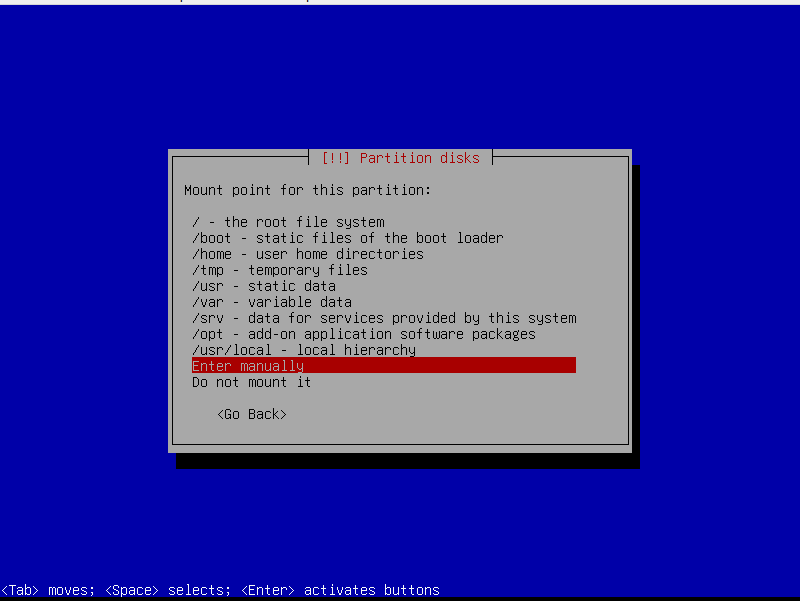 [!!] Partition disks
Mount point for this partition:
/ - the root file system
/boot - static files of the boot loader
/home - user home directories
/tmp - temporary files
/usr - static data
/var - variable data
/srv - data for services provided by this system
/opt - add-on application software packages
/usr/local - local hierarchy
Enter manually
Do not mount it
<Go Back>
<Tab> moves; <Space> selects; <Enter> activates buttons